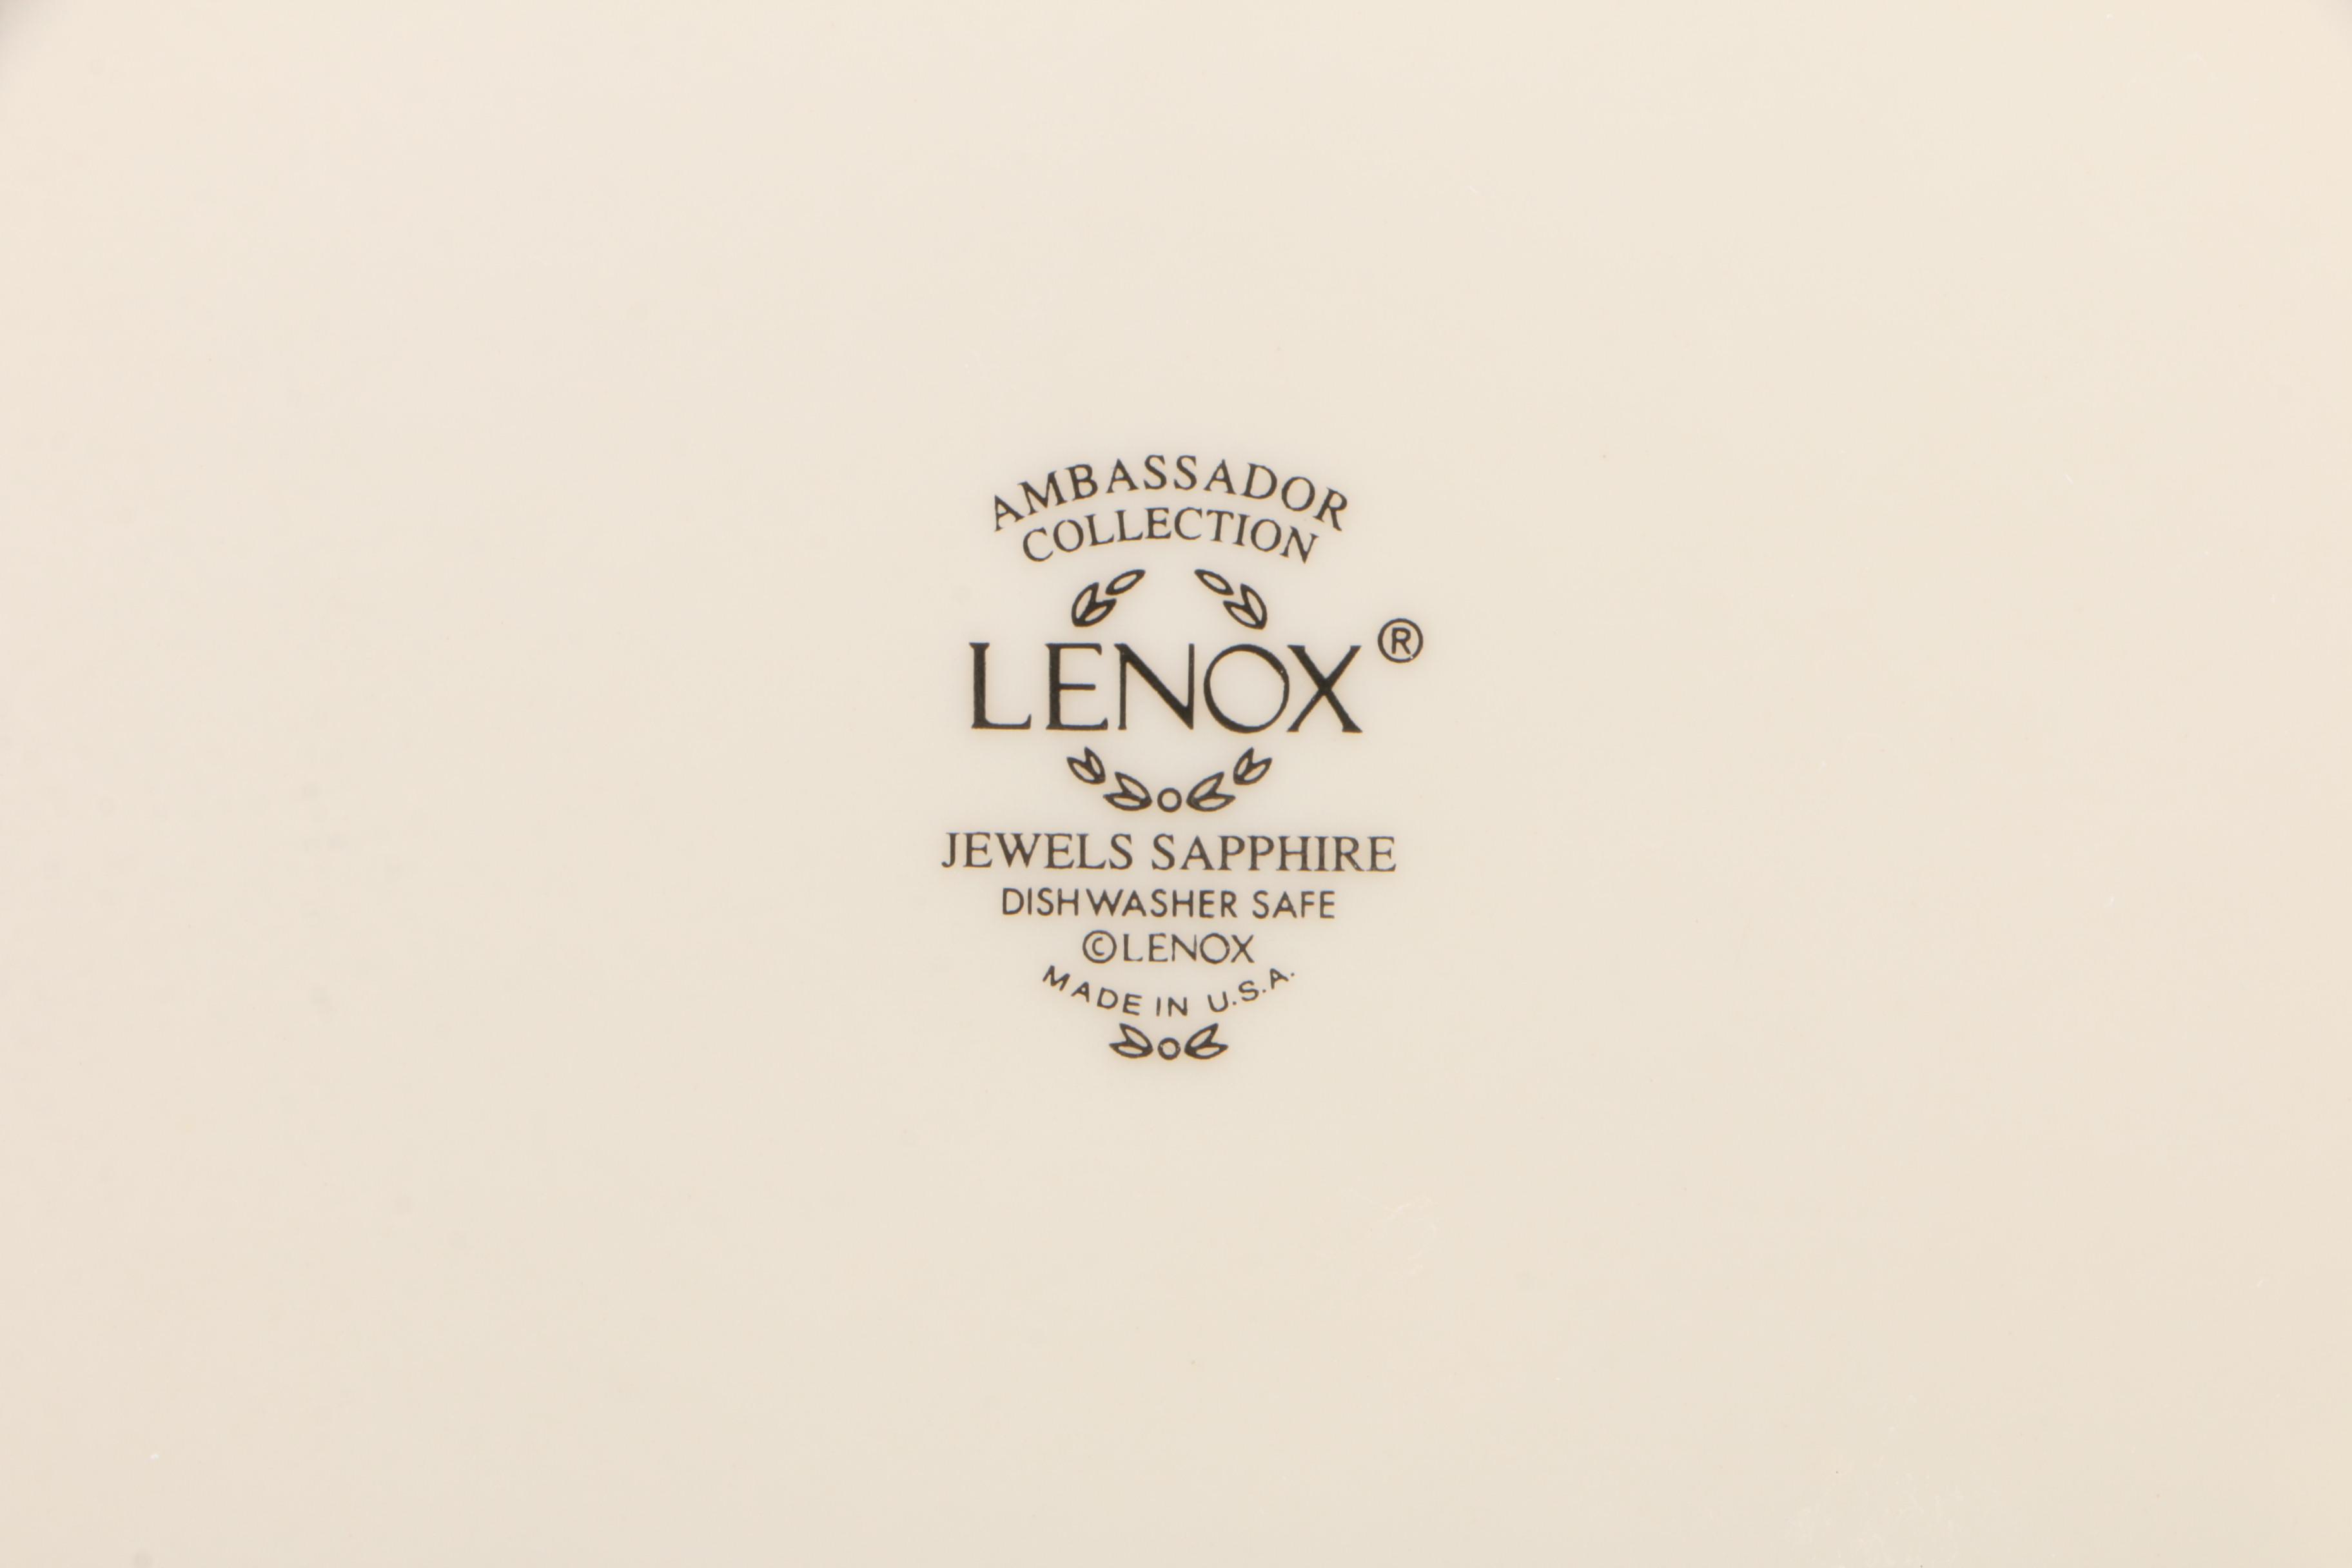 AMBASSADOR
COLLECTION
LENOX®
JEWELS SAPPHIRE
DISHWASHER SAFE
©LENOX
MADE IN U.S.A.